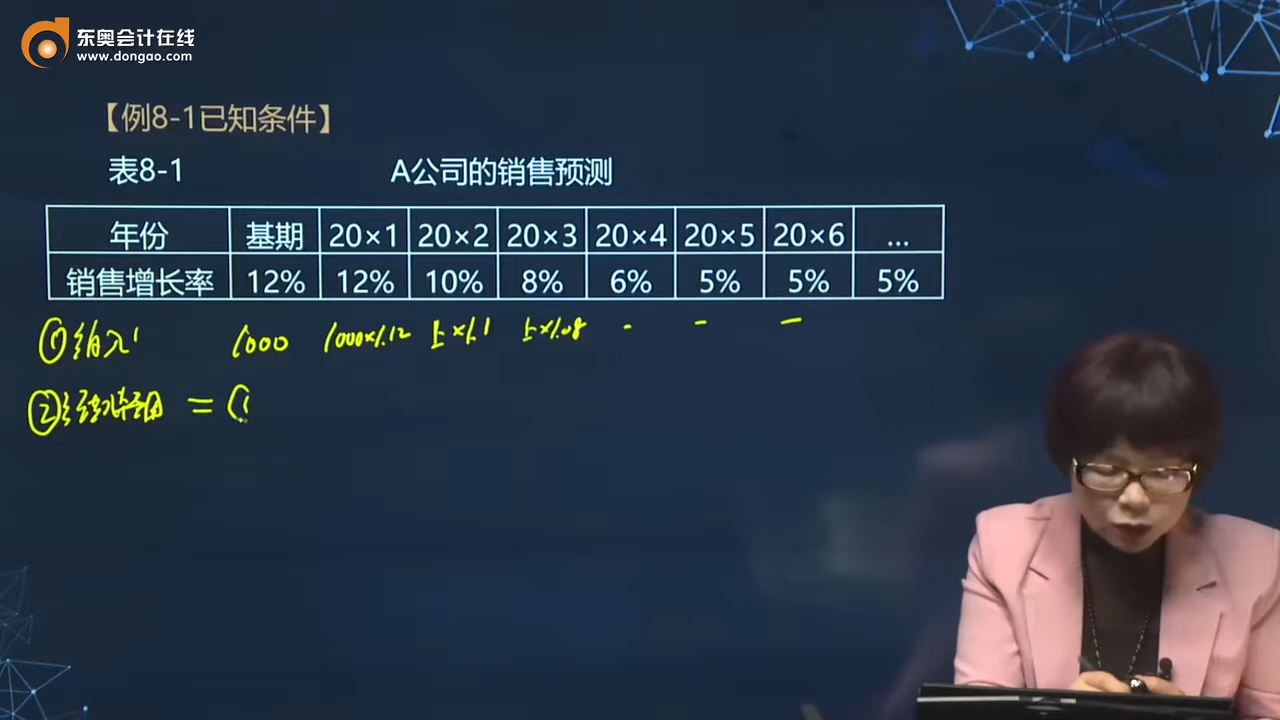 东奥会计在线
www.dongao.com
【例8-1已知条件】
表8-1 A公司的销售预测
年份 基期 20×1 20×2 20×3 20×4 20×5 20×6 …
销售增长率 12% 12% 10% 8% 6% 5% 5% 5%
① 入 1000 1000×1.12 上×1.1 上×1.08 - - -
② = (